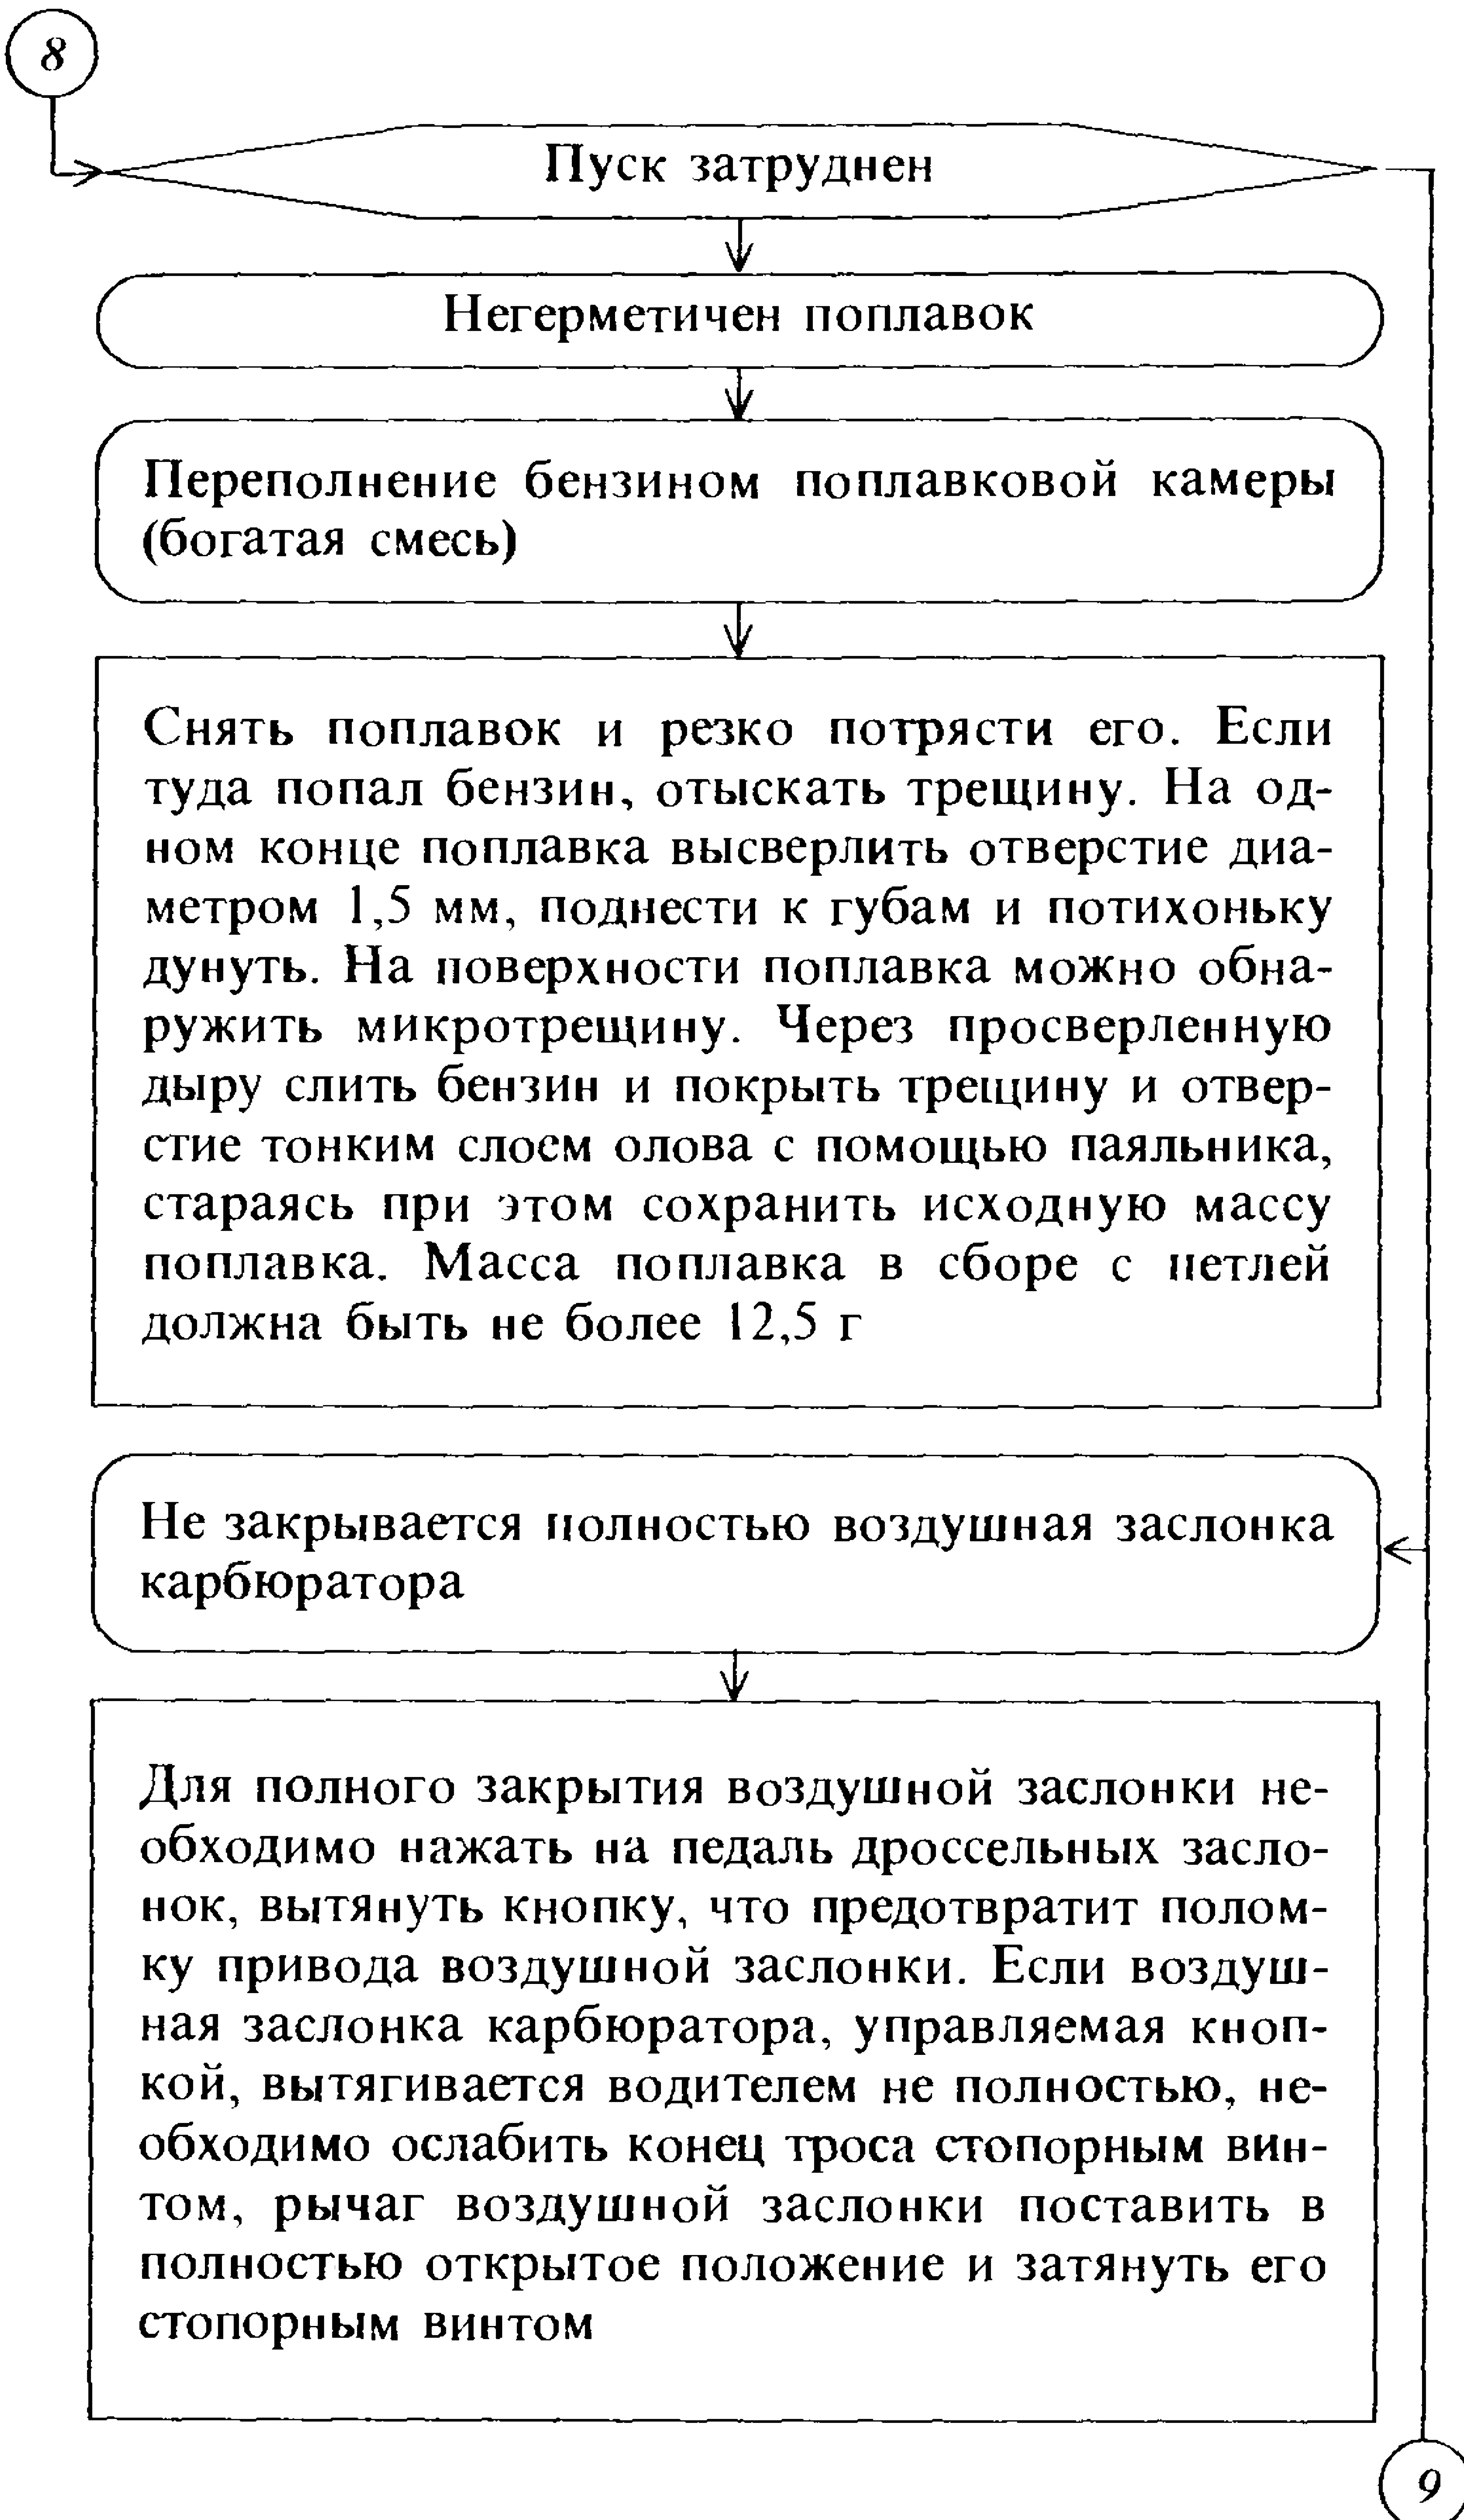 8
Пуск затруднен
Негерметичен поплавок
Переполнение бензином поплавковой камеры
(богатая смесь)
Снять поплавок и резко потрясти его. Если
туда попал бензин, отыскать трещину. На од-
ном конце поплавка высверлить отверстие диа-
метром 1,5 мм, поднести к губам и потихоньку
дунуть. На поверхности поплавка можно обна-
ружить микротрещину. Через просверленную
дыру слить бензин и покрыть трещину и отвер-
стие тонким слоем олова с помощью паяльника,
стараясь при этом сохранить исходную массу
поплавка. Масса поплавка в сборе с петлей
должна быть не более 12,5 г
Не закрывается полностью воздушная заслонка
карбюратора
Для полного закрытия воздушной заслонки не-
обходимо нажать на педаль дроссельных засло-
нок, вытянуть кнопку, что предотвратит полом-
ку привода воздушной заслонки. Если воздуш-
ная заслонка карбюратора, управляемая кноп-
кой, вытягивается водителем не полностью, не-
обходимо ослабить конец троса стопорным вин-
том, рычаг воздушной заслонки поставить в
полностью открытое положение и затянуть его
стопорным винтом
9